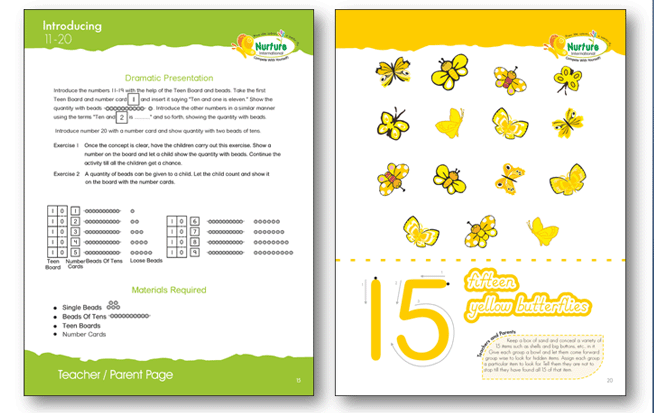 Introducing
11-20
Nurture
International
Dramatic Presentation
Introduce the numbers 11-19 with the help of the Teen Board and beads. Take the first
Teen Board and number card 1 and insert it saying "Ten and one is eleven." Show the
quantity with beads. Introduce the other numbers in a similar manner
using the terms "Ten and 2 is ........." and so forth, showing the quantity with beads.
Introduce number 20 with a number card and show quantity with two beads of tens.
Exercise 1 Once the concept is clear, have the children carry out this exercise. Show a
number on the board and let a child show the quantity with beads. Continue the
activity till all the children get a chance.
Exercise 2 A quantity of beads can be given to a child. Let the child count and show it
on the board with the number cards.
1 0 1
1 0 2
1 0 3
1 0 4
1 0 5
1 0 6
1 0 7
1 0 8
1 0 9
Teen Board
Number Cards
Beads Of Tens
Loose Beads
Materials Required
Single Beads
Beads Of Tens
Teen Boards
Number Cards
Teacher / Parent Page
15
Nurture
International
15
fifteen
yellow butterflies
Teachers and Parents
Keep a box of sand and conceal a variety of
15 items such as shells and big buttons, etc. in it.
Give each group a bowl and let them come forward
group wise to look for hidden items. Assign each group
a particular item to look for. Tell them they are not to
stop till they have found all 15 of that item.
20